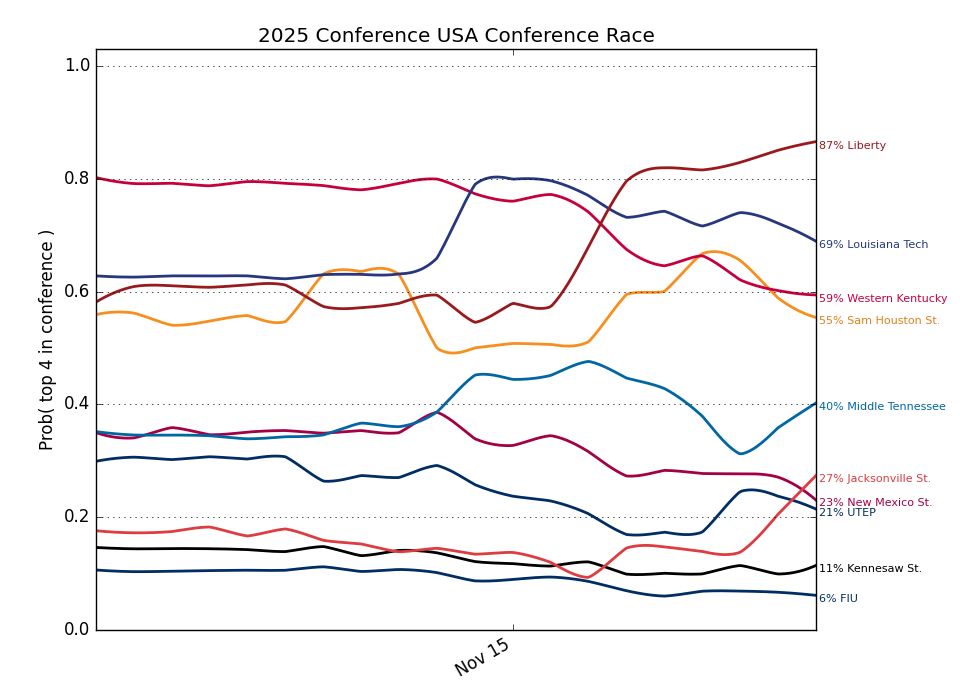 2025 Conference USA Conference Race
Prob( top 4 in conference )
1.0
0.8
0.6
0.4
0.2
0.0
Nov 15
87% Liberty
69% Louisiana Tech
59% Western Kentucky
55% Sam Houston St.
40% Middle Tennessee
27% Jacksonville St.
23% New Mexico St.
21% UTEP
11% Kennesaw St.
6% FIU